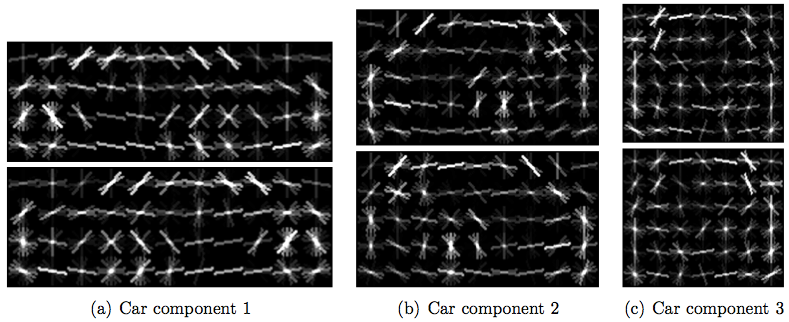 (a) Car component 1
(b) Car component 2
(c) Car component 3